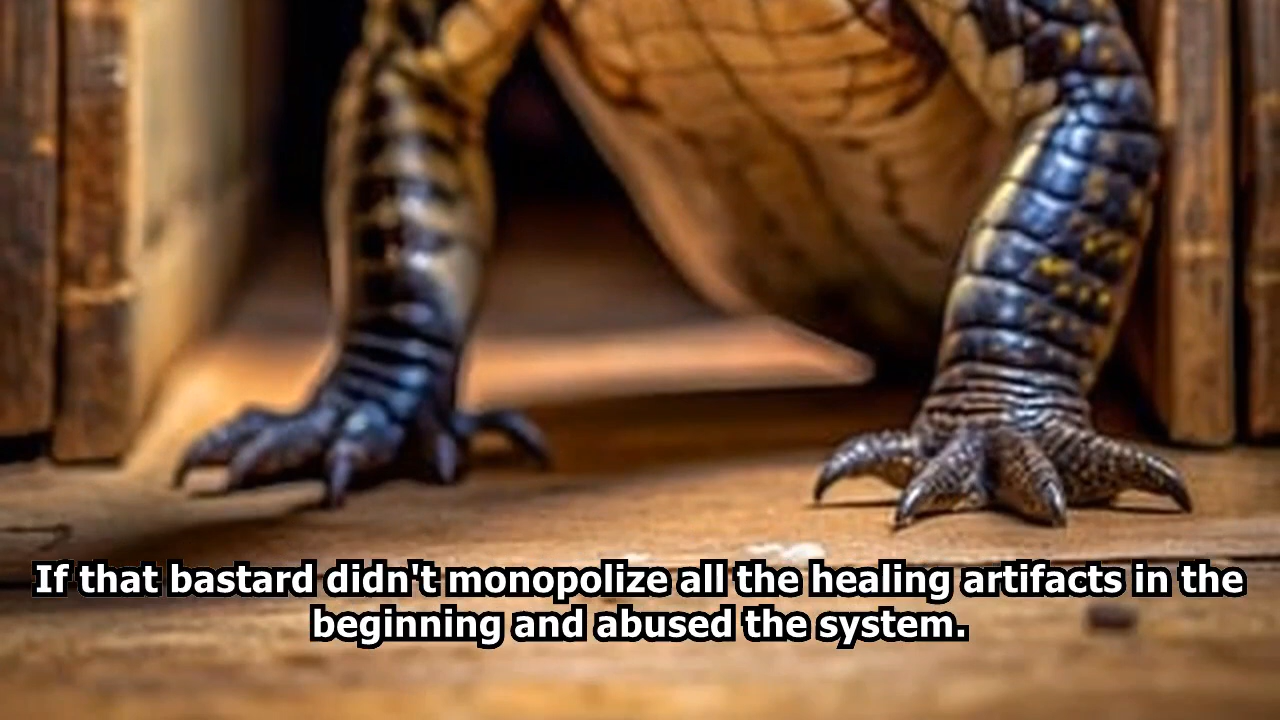 If that bastard didn't monopolize all the healing artifacts in the
beginning and abused the system.